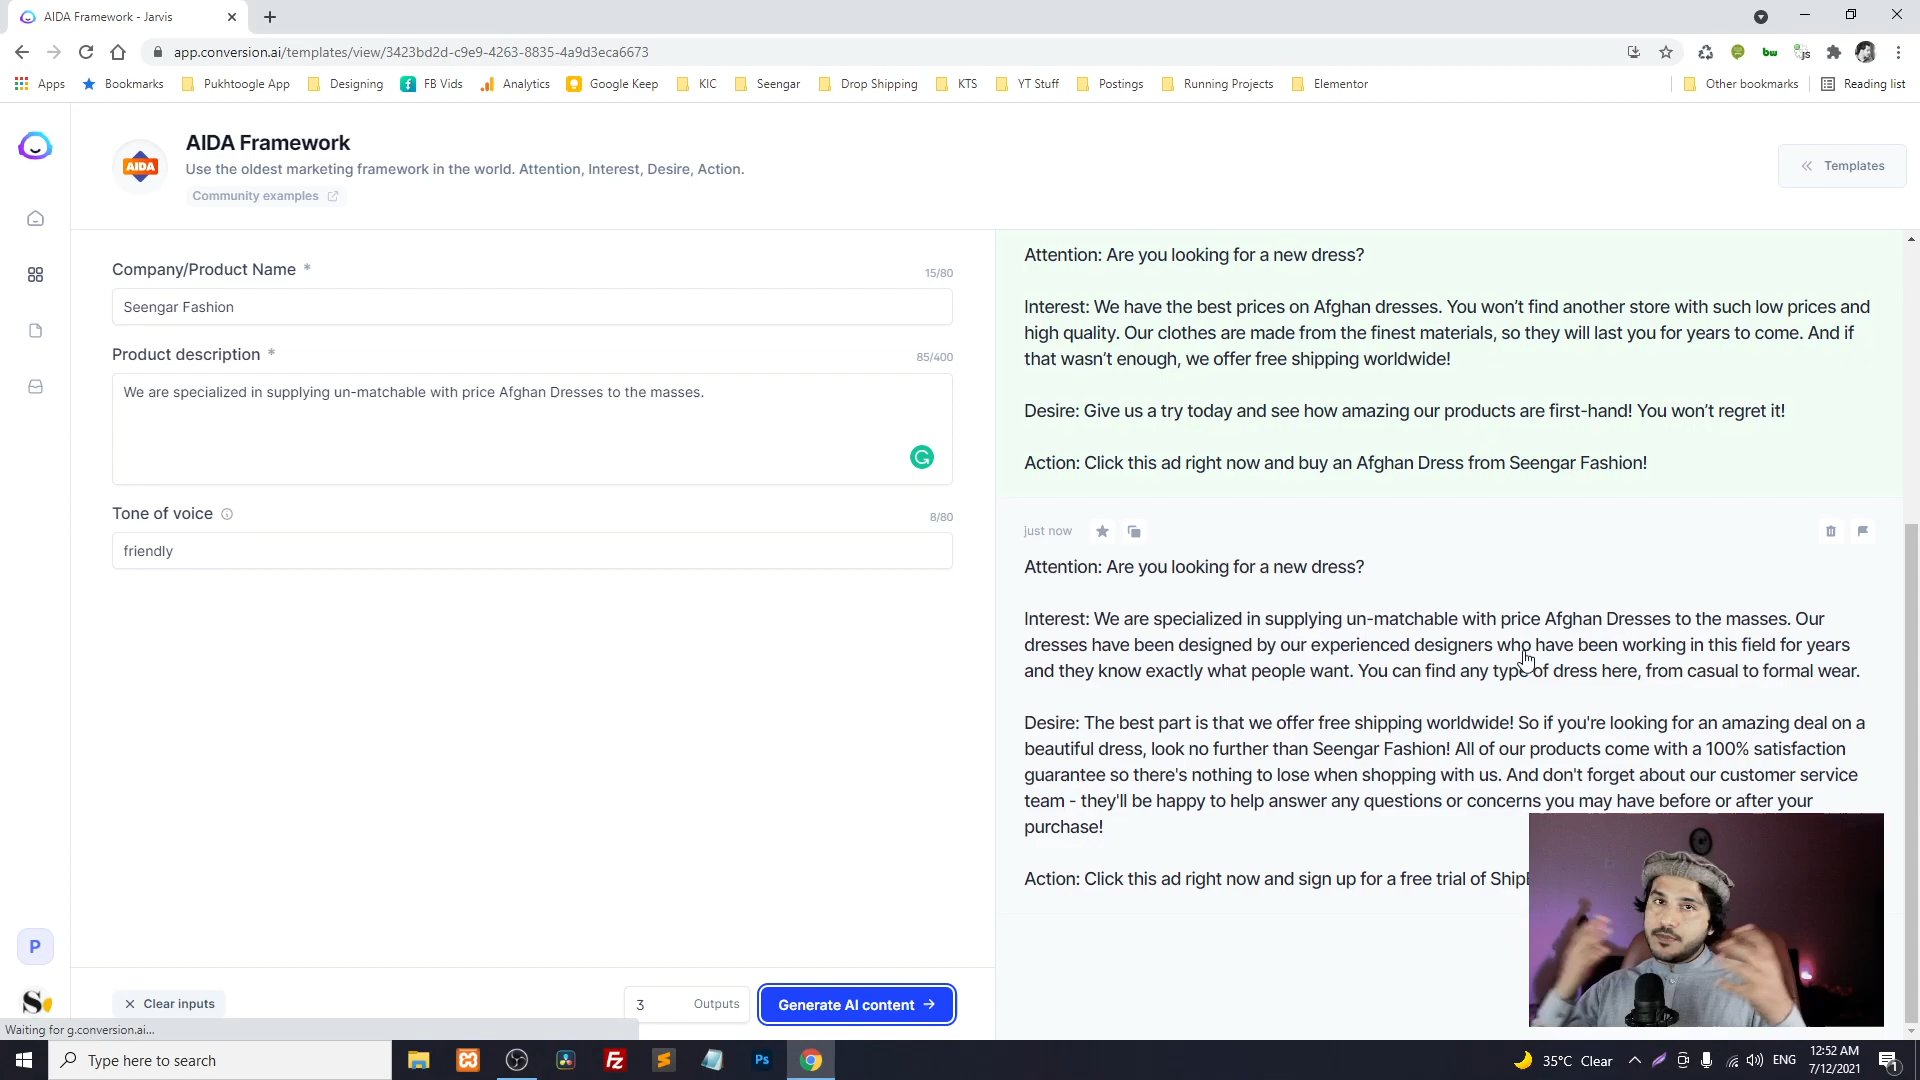 AIDA Framework - Jarvis
app.conversion.ai/templates/view/3423bd2d-c9e9-4263-8835-4a9d3eca6673
Apps
Bookmarks
Pukhtoogle App
Designing
FB Vids
Analytics
Google Keep
KIC
Seengar
Drop Shipping
KTS
YT Stuff
Postings
Running Projects
Elementor
Other bookmarks
Reading list
AIDA
AIDA Framework
Use the oldest marketing framework in the world. Attention, Interest, Desire, Action.
Community examples
Templates
Company/Product Name *
15/80
Seengar Fashion
Product description *
85/400
We are specialized in supplying un-matchable with price Afghan Dresses to the masses.
Tone of voice
8/80
friendly
Attention: Are you looking for a new dress?
Interest: We have the best prices on Afghan dresses. You won’t find another store with such low prices and
high quality. Our clothes are made from the finest materials, so they will last you for years to come. And if
that wasn’t enough, we offer free shipping worldwide!
Desire: Give us a try today and see how amazing our products are first-hand! You won’t regret it!
Action: Click this ad right now and buy an Afghan Dress from Seengar Fashion!
just now
Attention: Are you looking for a new dress?
Interest: We are specialized in supplying un-matchable with price Afghan Dresses to the masses. Our
dresses have been designed by our experienced designers who have been working in this field for years
and they know exactly what people want. You can find any type of dress here, from casual to formal wear.
Desire: The best part is that we offer free shipping worldwide! So if you're looking for an amazing deal on a
beautiful dress, look no further than Seengar Fashion! All of our products come with a 100% satisfaction
guarantee so there's nothing to lose when shopping with us. And don't forget about our customer service
team - they'll be happy to help answer any questions or concerns you may have before or after your
purchase!
Action: Click this ad right now and sign up for a free trial of
P
Clear inputs
3
Outputs
Generate AI content
Waiting for g.conversion.ai...
Type here to search
Ps
35°C Clear
ENG
12:52 AM
7/12/2021
1